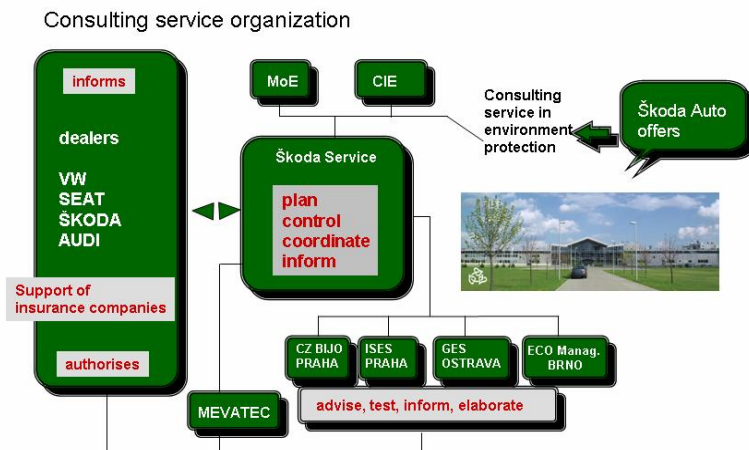 Consulting service organization
informs
dealers
VW
SEAT
ŠKODA
AUDI
Support of
insurance companies
authorises
MoE
CIE
Škoda Service
plan
control
coordinate
inform
Consulting
service in
environment
protection
Škoda Auto
offers
CZ BIJO
PRAHA
ISES
PRAHA
GES
OSTRAVA
ECO Manag.
BRNO
MEVATEC
advise, test, inform, elaborate